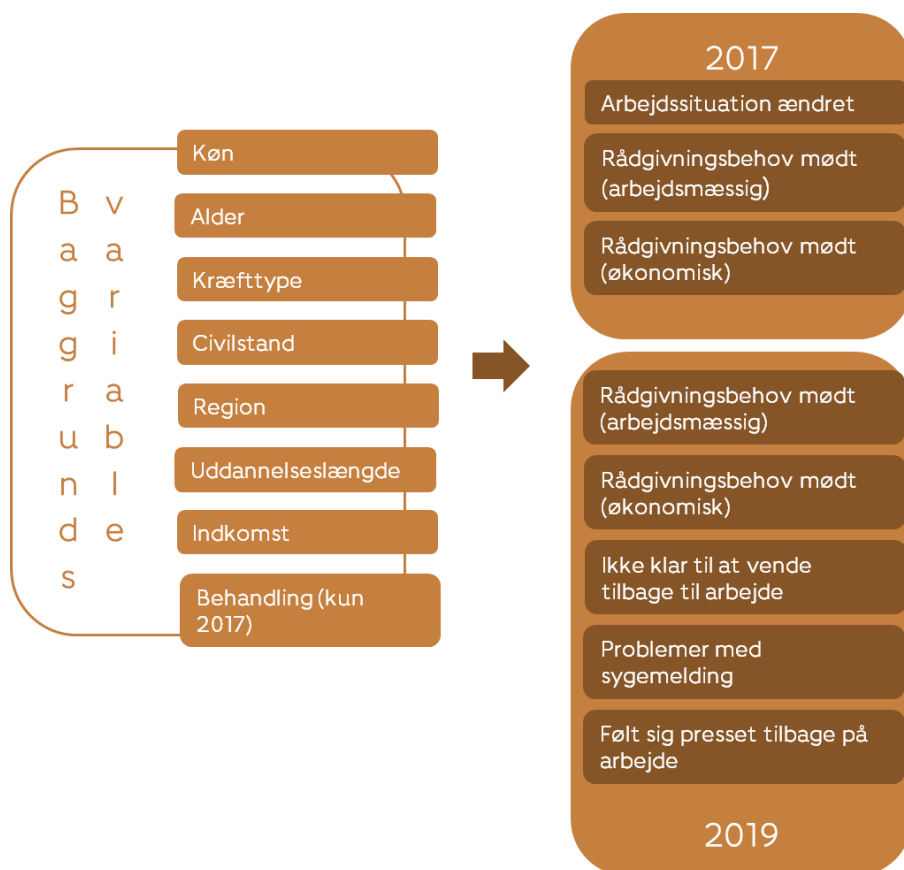 Baggrunds
variable
Køn
Alder
Kræfttype
Civilstand
Region
Uddannelseslængde
Indkomst
Behandling (kun
2017)
2017
Arbejdssituation ændret
Rådgivningsbehov mødt
(arbejdsmæssig)
Rådgivningsbehov mødt
(økonomisk)
Rådgivningsbehov mødt
(arbejdsmæssig)
Rådgivningsbehov mødt
(økonomisk)
Ikke klar til at vende
tilbage til arbejde
Problemer med
sygemelding
Følt sig presset tilbage på
arbejde
2019